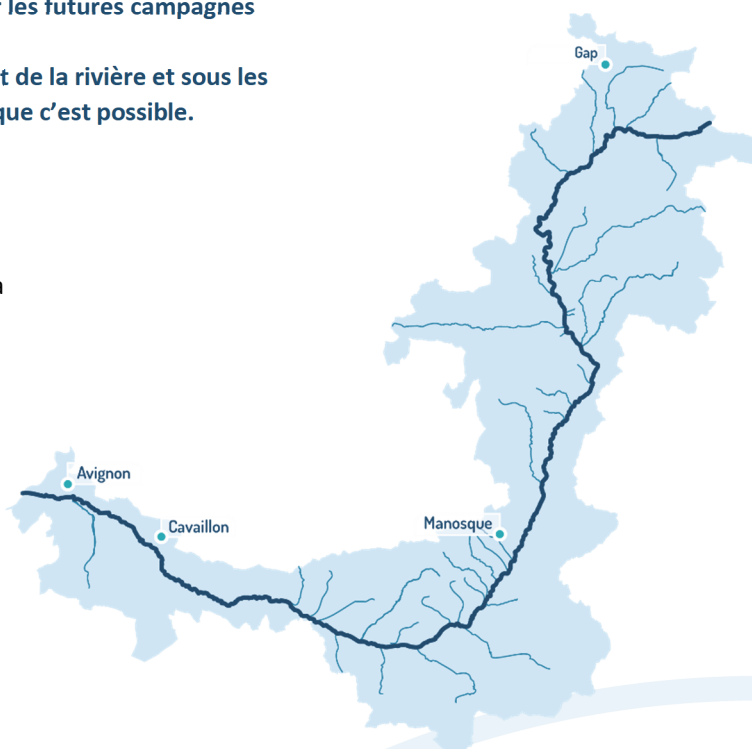 les futures campagnes
t de la rivière et sous les
que c’est possible.
Gap
Avignon
Cavaillon
Manosque